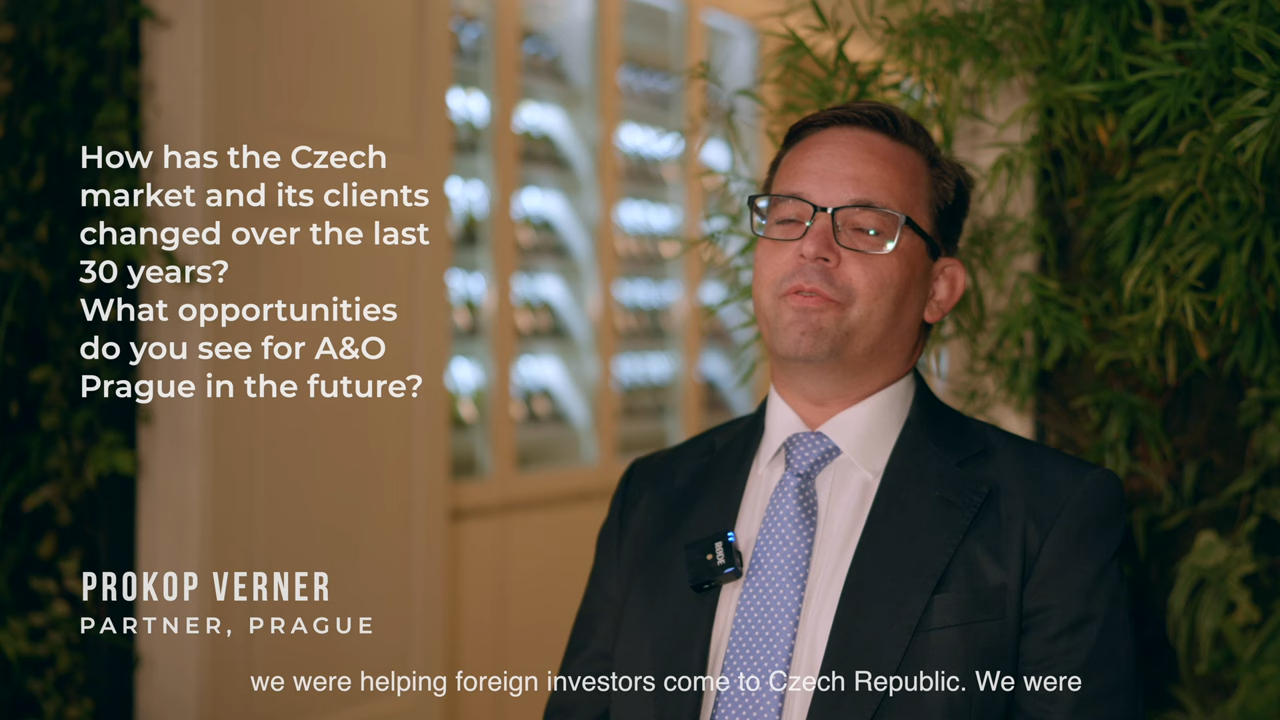 How has the Czech
market and its clients
changed over the last
30 years?
What opportunities
do you see for A&O
Prague in the future?
RØDE
PROKOP VERNER
PARTNER, PRAGUE
we were helping foreign investors come to Czech Republic. We were